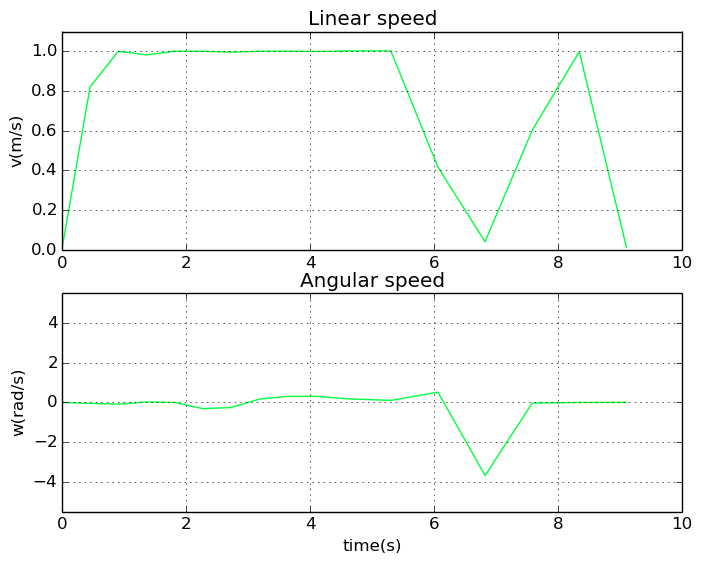 Linear speed
v(m/s)
1.0
0.8
0.6
0.4
0.2
0.0
0 2 4 6 8 10
Angular speed
w(rad/s)
4
2
0
−2
−4
0 2 4 6 8 10
time(s)